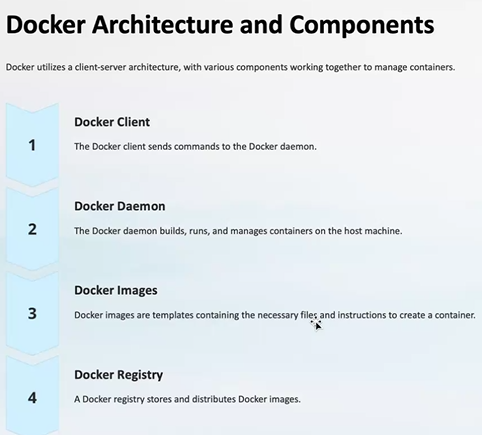 Docker Architecture and Components
Docker utilizes a client-server architecture, with various components working together to manage containers.
1
Docker Client
The Docker client sends commands to the Docker daemon.
2
Docker Daemon
The Docker daemon builds, runs, and manages containers on the host machine.
3
Docker Images
Docker images are templates containing the necessary files and instructions to create a container.
4
Docker Registry
A Docker registry stores and distributes Docker images.